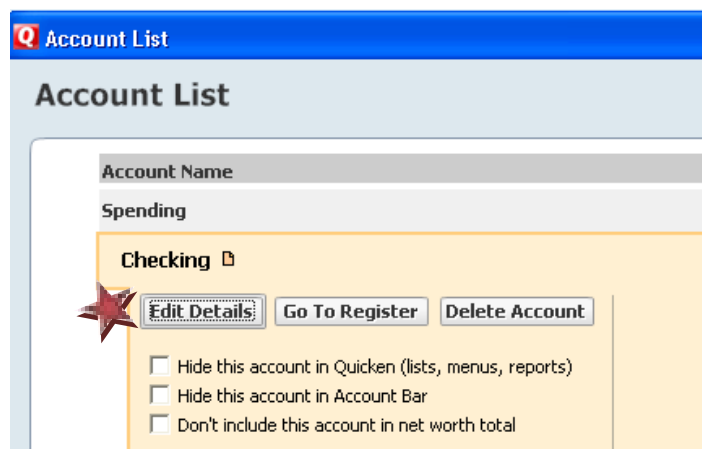 Q Account List
Account List
Account Name
Spending
Checking
Edit Details Go To Register Delete Account
Hide this account in Quicken (lists, menus, reports)
Hide this account in Account Bar
Don't include this account in net worth total